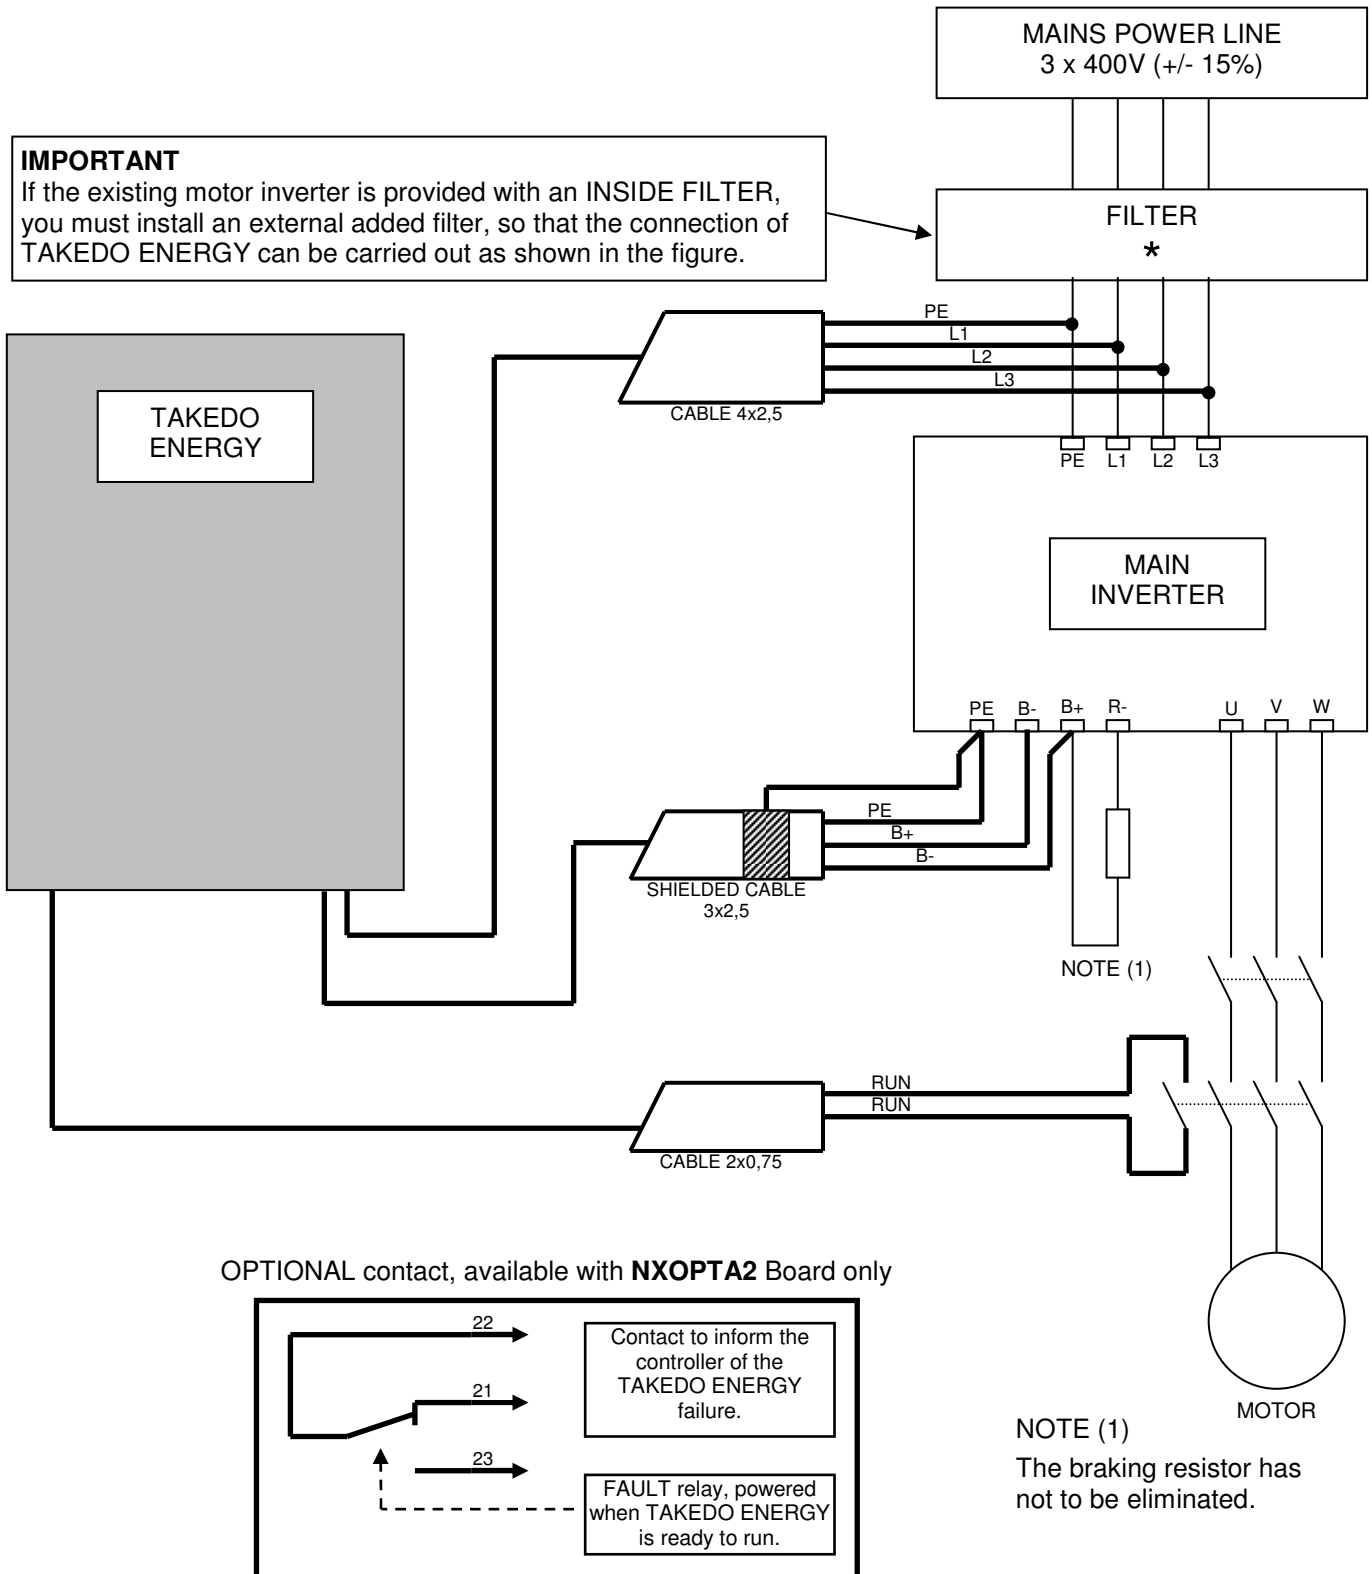 MAINS POWER LINE
3 x 400V (+/- 15%)
IMPORTANT
If the existing motor inverter is provided with an INSIDE FILTER,
you must install an external added filter, so that the connection of
TAKEDO ENERGY can be carried out as shown in the figure.
FILTER
*
PE
L1
L2
L3
CABLE 4x2,5
TAKEDO
ENERGY
PE L1 L2 L3
MAIN
INVERTER
PE B- B+ R- U V W
PE
B+
B-
SHIELDED CABLE
3x2,5
NOTE (1)
RUN
RUN
CABLE 2x0,75
OPTIONAL contact, available with NXOPTA2 Board only
22
21
23
Contact to inform the
controller of the
TAKEDO ENERGY
failure.
FAULT relay, powered
when TAKEDO ENERGY
is ready to run.
MOTOR
NOTE (1)
The braking resistor has
not to be eliminated.